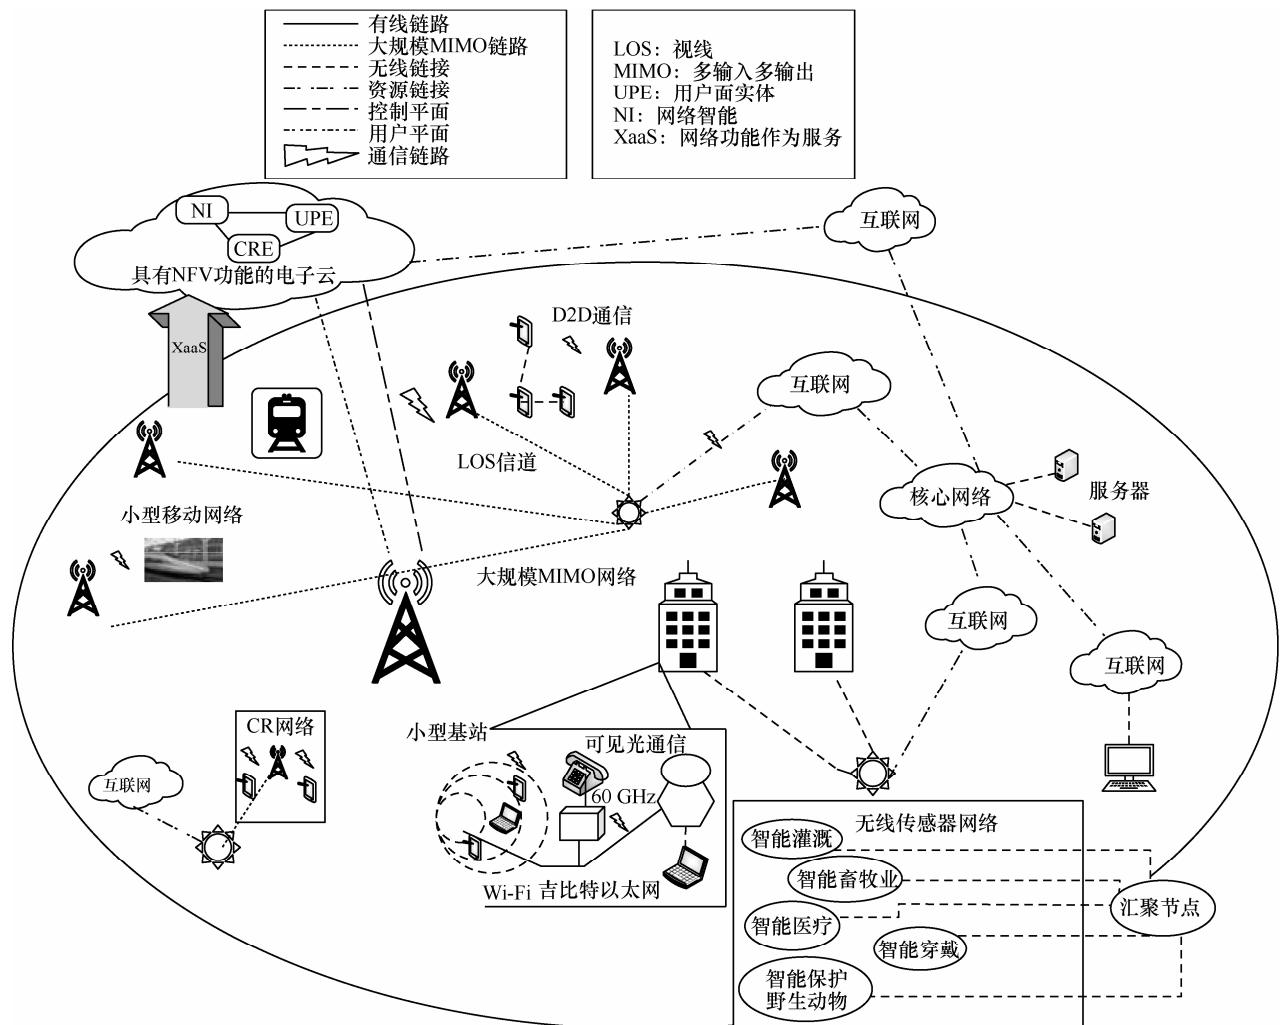 有线链路
大规模MIMO链路
无线链接
资源链接
控制平面
用户平面
通信链路
LOS：视线
MIMO：多输入多输出
UPE：用户面实体
NI：网络智能
XaaS：网络功能作为服务
NI
UPE
CRE
具有NFV功能的电子云
互联网
XaaS
D2D通信
互联网
LOS信道
核心网络
服务器
小型移动网络
大规模MIMO网络
互联网
互联网
CR网络
小型基站
可见光通信
互联网
60 GHz
无线传感器网络
智能灌溉
智能畜牧业
Wi-Fi 吉比特以太网
汇聚节点
智能医疗
智能穿戴
智能保护
野生动物